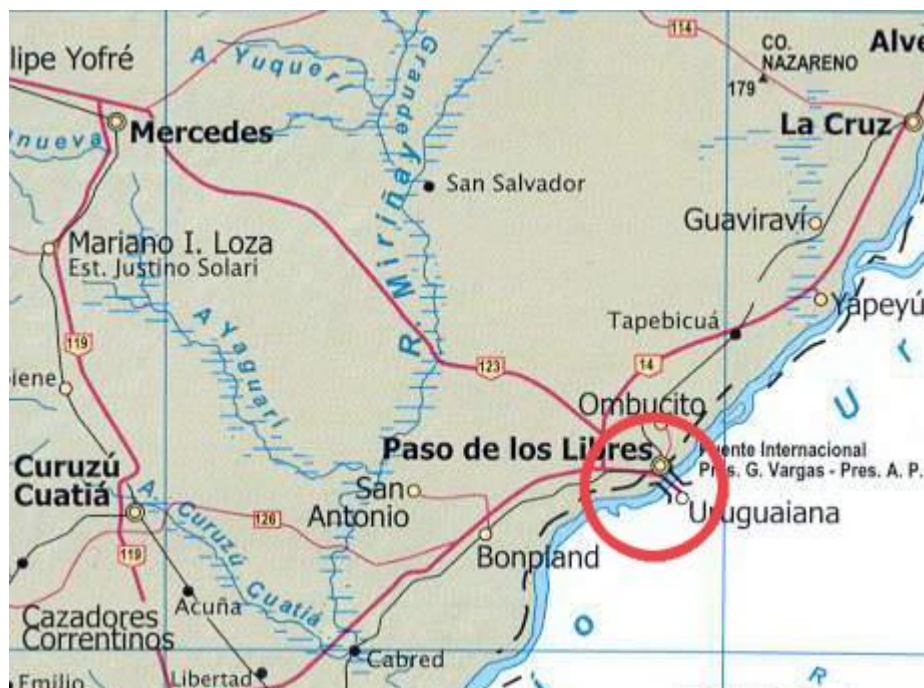 lipe Yofré
A. Yuquerí
Grande y
114
CO.
NAZARENO
179
Alve
Mercedes
La Cruz
nueva
San Salvador
Guaviraví
Mariano I. Loza
Est. Justino Solari
R. Miriñay
Yapeyú
Tapebicuá
119
A Yaguarí
123
14
iene
Ombucito
U r
Paso de los Libres
Puente Internacional
Pres. G. Vargas - Pres. A. P.
Curuzú
Cuatiá
San
Antonio
Uruguaiana
A. Curuzú Cuatiá
126
Bonpland
119
Acuña
Cazadores
Correntinos
o
Cabred
Emilio
Libertad
R